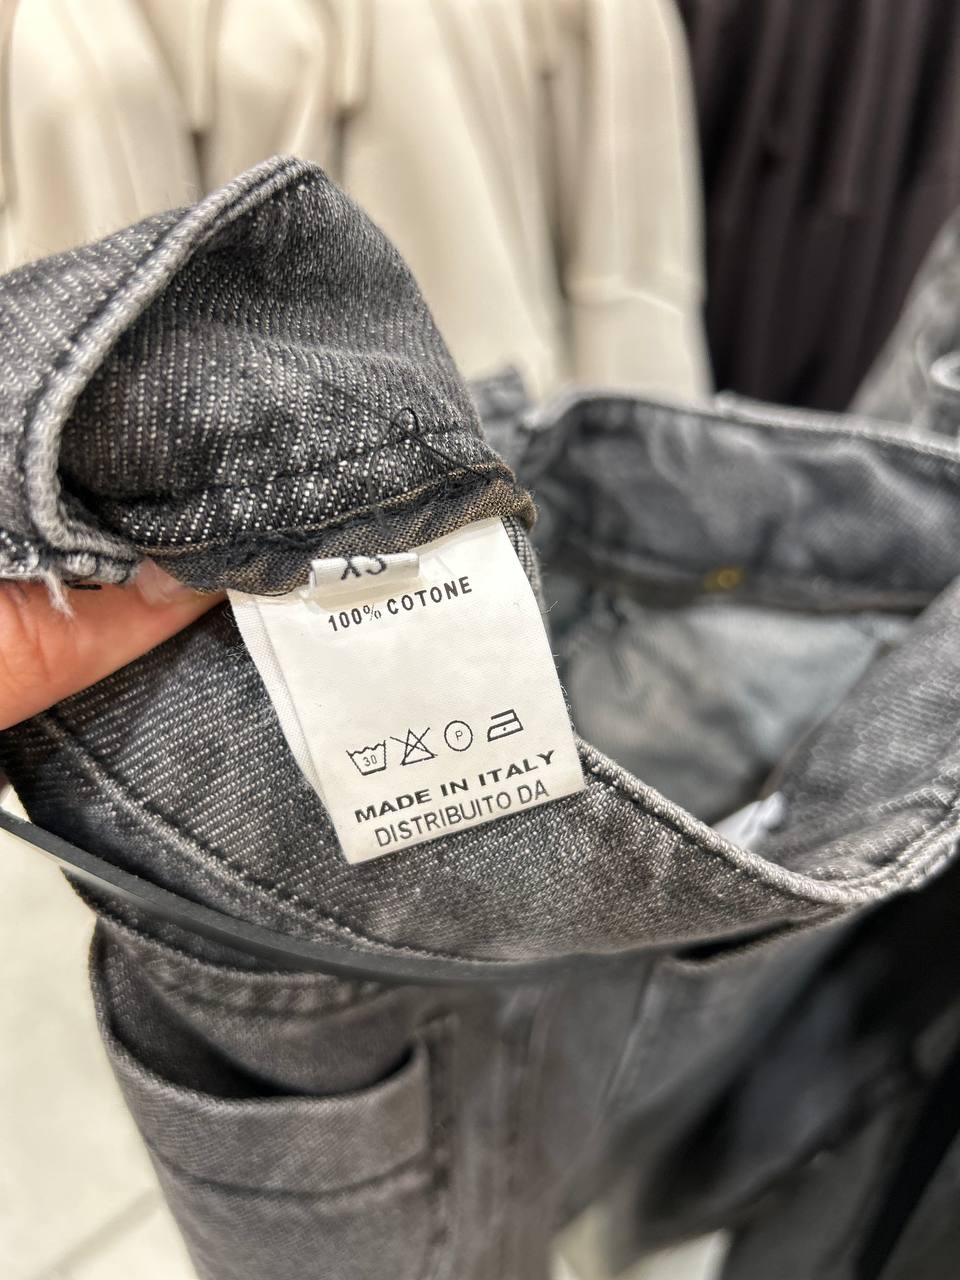 XS
100% COTONE
30 P
MADE IN ITALY
DISTRIBUITO DA